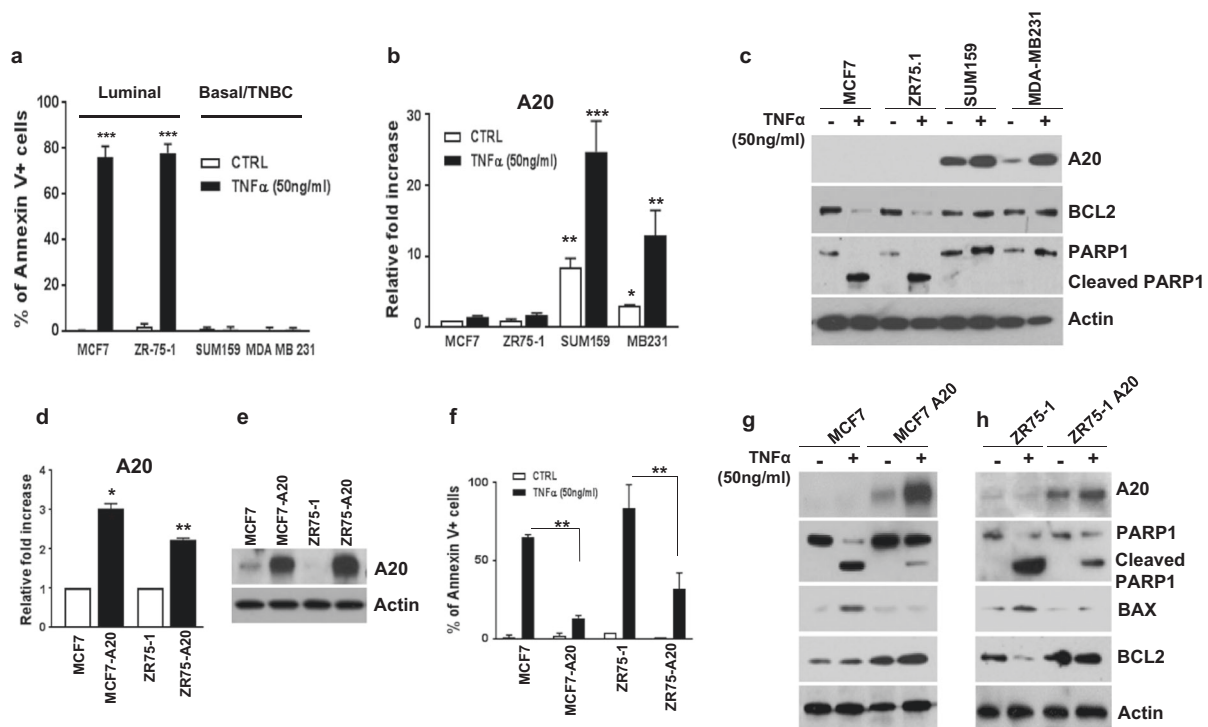 a
Luminal
Basal/TNBC
% of Annexin V+ cells
100
80
60
40
20
0
***
***
CTRL
TNFα (50ng/ml)
MCF7
ZR-75-1
SUM159
MDA MB 231
b
A20
Relative fold increase
30
20
10
0
CTRL
TNFα (50ng/ml)
**
***
*
**
MCF7
ZR75-1
SUM159
MB231
c
MCF7
ZR75.1
SUM159
MDA-MB231
TNFα
(50ng/ml)
- + - + - + - +
A20
BCL2
PARP1
Cleaved PARP1
Actin
d
A20
Relative fold increase
4
3
2
1
0
*
**
MCF7
MCF7-A20
ZR75-1
ZR75-A20
e
MCF7
MCF7-A20
ZR75-1
ZR75-A20
A20
Actin
f
CTRL
TNFα (50ng/ml)
% of Annexin V+ cells
100
50
0
**
**
MCF7
MCF7-A20
ZR75-1
ZR75-A20
g
MCF7
MCF7 A20
TNFα
(50ng/ml)
- + - +
h
ZR75-1
ZR75-1 A20
- + - +
A20
PARP1
Cleaved
PARP1
BAX
BCL2
Actin